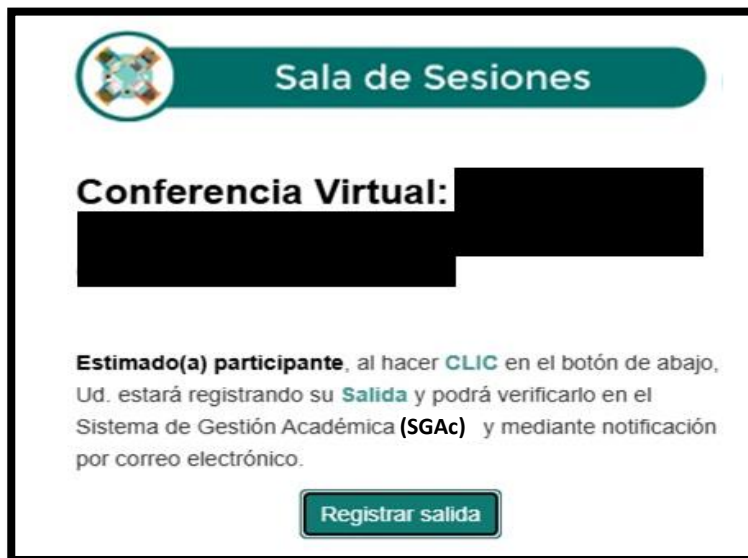 Sala de Sesiones
Conferencia Virtual:
Estimado(a) participante, al hacer CLIC en el botón de abajo,
Ud. estará registrando su Salida y podrá verificarlo en el
Sistema de Gestión Académica (SGAc) y mediante notificación
por correo electrónico.
Registrar salida